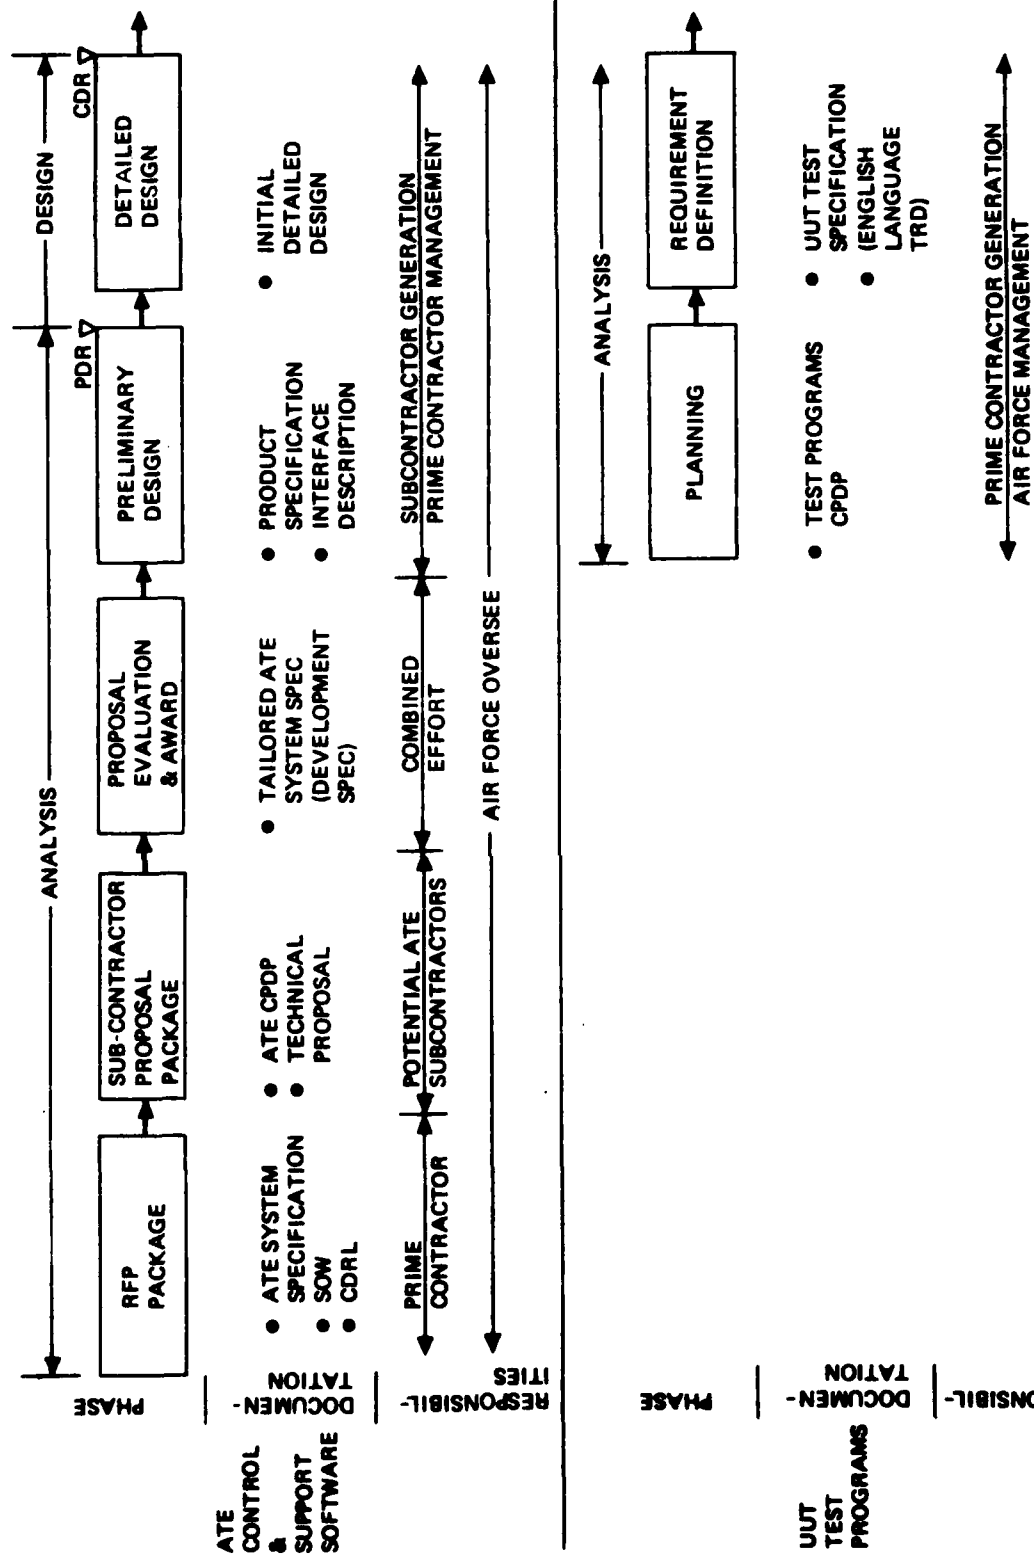 ATE
CONTROL
&
SUPPORT
SOFTWARE
PHASE
ANALYSIS
DESIGN
RFP
PACKAGE
SUB-CONTRACTOR
PROPOSAL
PACKAGE
PROPOSAL
EVALUATION
& AWARD
PDR
PRELIMINARY
DESIGN
CDR
DETAILED
DESIGN
DOCUMEN-
TATION
● ATE SYSTEM
SPECIFICATION
● SOW
● CDRL
● ATE CPDP
● TECHNICAL
PROPOSAL
● TAILORED ATE
SYSTEM SPEC
(DEVELOPMENT
SPEC)
● PRODUCT
SPECIFICATION
● INTERFACE
DESCRIPTION
● INITIAL
DETAILED
DESIGN
RESPONSIBIL-
ITIES
PRIME
CONTRACTOR
POTENTIAL ATE
SUBCONTRACTORS
COMBINED
EFFORT
SUBCONTRACTOR GENERATION
PRIME CONTRACTOR MANAGEMENT
AIR FORCE OVERSEE
UUT
TEST
PROGRAMS
PHASE
ANALYSIS
PLANNING
REQUIREMENT
DEFINITION
DOCUMEN-
TATION
● TEST PROGRAMS
CPDP
● UUT TEST
SPECIFICATION
● (ENGLISH
LANGUAGE
TRD)
ONSIBIL-
PRIME CONTRACTOR GENERATION
AIR FORCE MANAGEMENT